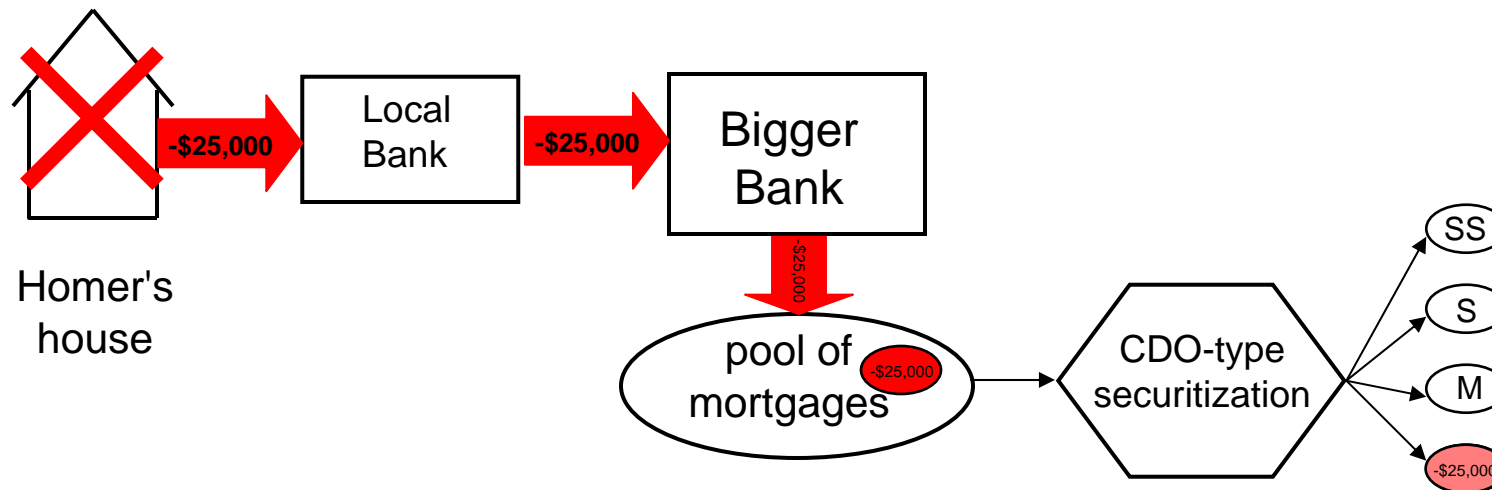 -$25,000
Local
Bank
-$25,000
Bigger
Bank
Homer's
house
-$25,000
pool of
mortgages
-$25,000
CDO-type
securitization
SS
S
M
-$25,000